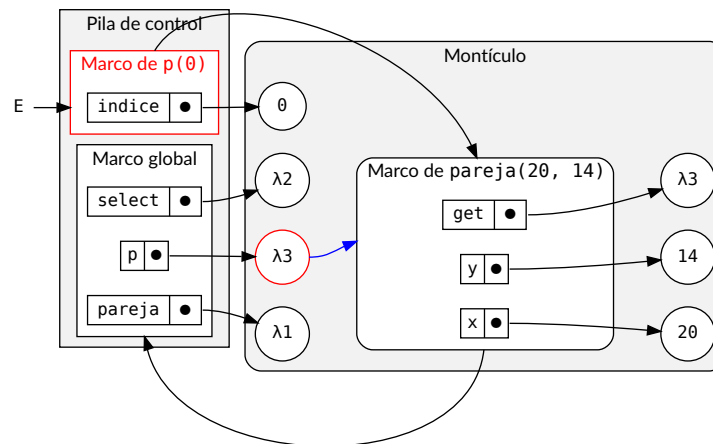 Pila de control
Montículo
Marco de p(0)
E
indice
0
Marco global
select
λ2
p
λ3
pareja
λ1
Marco de pareja(20, 14)
get
λ3
y
14
x
20